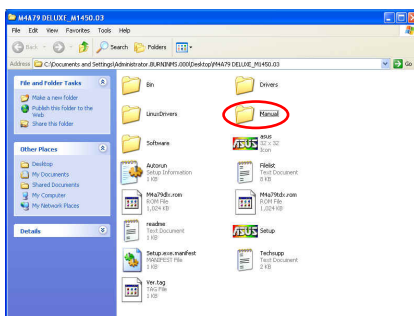 M4A79 DELUXE_M1450.03
File Edit View Favorites Tools Help
Back Search Folders
Address C:\Documents and Settings\Administrator.BURNINMS.000\Desktop\M4A79 DELUXE_M1450.03 Go
File and Folder Tasks
Make a new folder
Publish this folder to the Web
Share this folder
Other Places
Desktop
My Documents
Shared Documents
My Computer
My Network Places
Details
Bin
Drivers
LinuxDrivers
Manual
Software
asus
32 x 32
Icon
Autorun
Setup Information
1 KB
Filelist
Text Document
8 KB
M4a79dlx.rom
ROM File
1,024 KB
M4a79tdx.rom
ROM File
1,024 KB
readme
Text Document
1 KB
Setup
Setup.exe.manifest
MANIFEST File
1 KB
Techsupp
Text Document
2 KB
Ver.tag
TAG File
1 KB